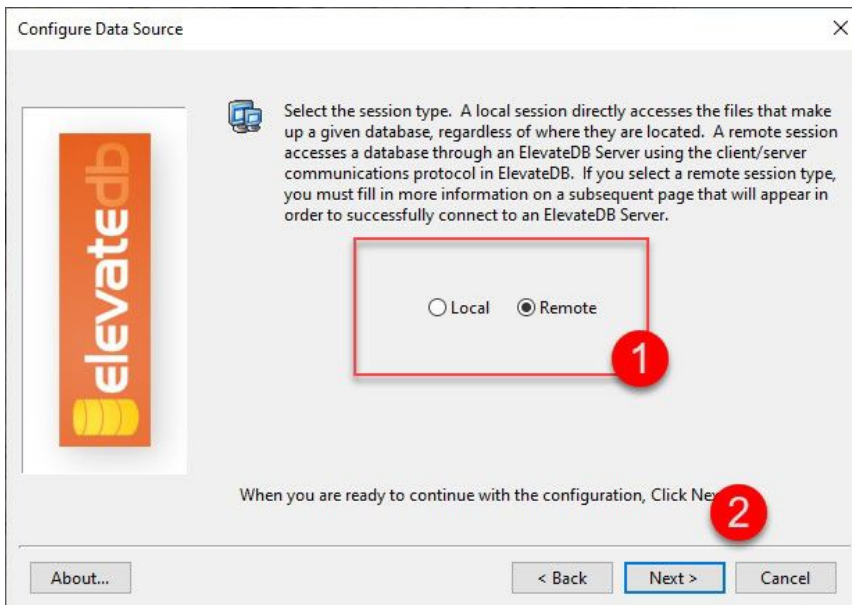 Configure Data Source
elevatedb
Select the session type. A local session directly accesses the files that make
up a given database, regardless of where they are located. A remote session
accesses a database through an ElevateDB Server using the client/server
communications protocol in ElevateDB. If you select a remote session type,
you must fill in more information on a subsequent page that will appear in
order to successfully connect to an ElevateDB Server.
Local Remote
1
When you are ready to continue with the configuration, Click
2
About... < Back Next > Cancel